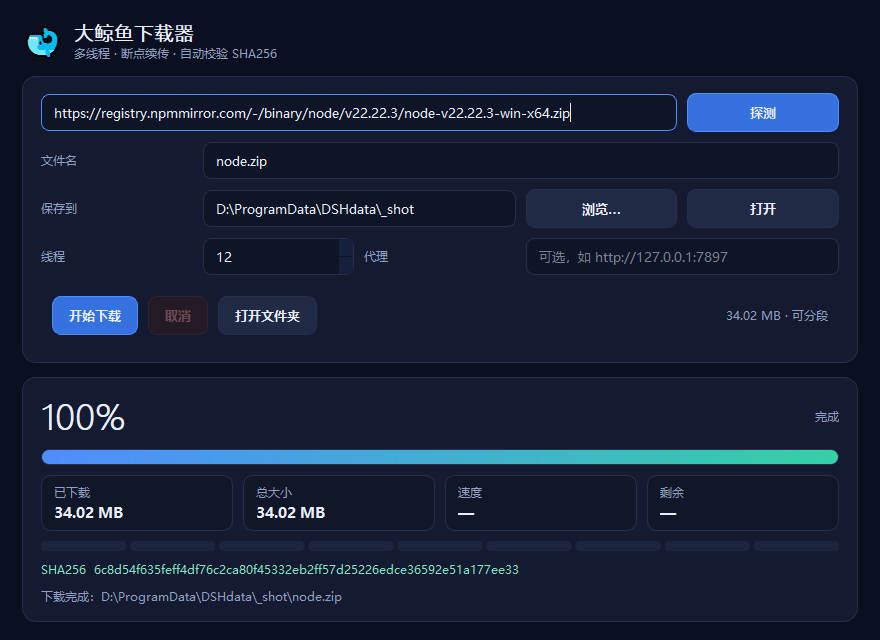 大鲸鱼下载器
多线程 · 断点续传 · 自动校验 SHA256
https://registry.npmmirror.com/-/binary/node/v22.22.3/node-v22.22.3-win-x64.zip 探测
文件名 node.zip
保存到 D:\ProgramData\DSHdata\_shot 浏览... 打开
线程 12 代理 可选，如 http://127.0.0.1:7897
开始下载 取消 打开文件夹 34.02 MB · 可分段
100% 完成
已下载 总大小 速度 剩余
34.02 MB 34.02 MB — —
SHA256 6c8d54f635feff4df76c2ca80f45332eb2ff57d25226edce36592e51a177ee33
下载完成：D:\ProgramData\DSHdata\_shot\node.zip